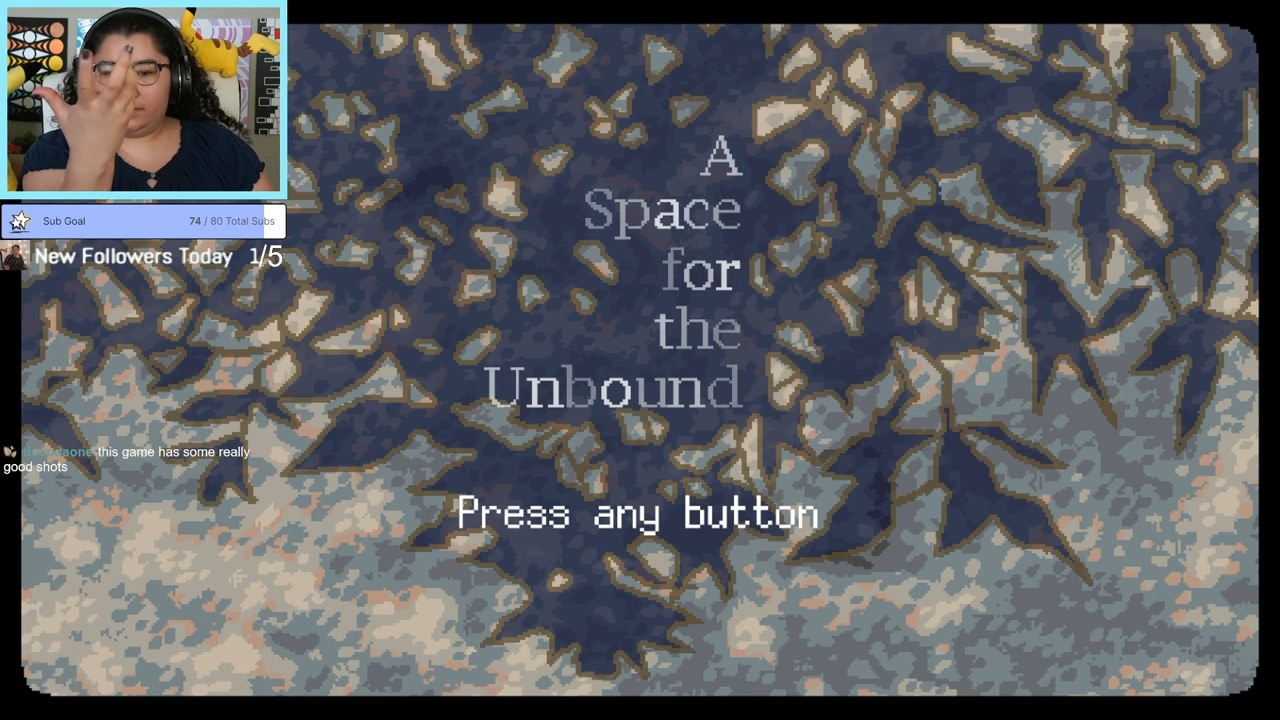 Sub Goal 74 / 80 Total Subs
New Followers Today 1/5
A
Space
for
the
Unbound
this game has some really
good shots
Press any button